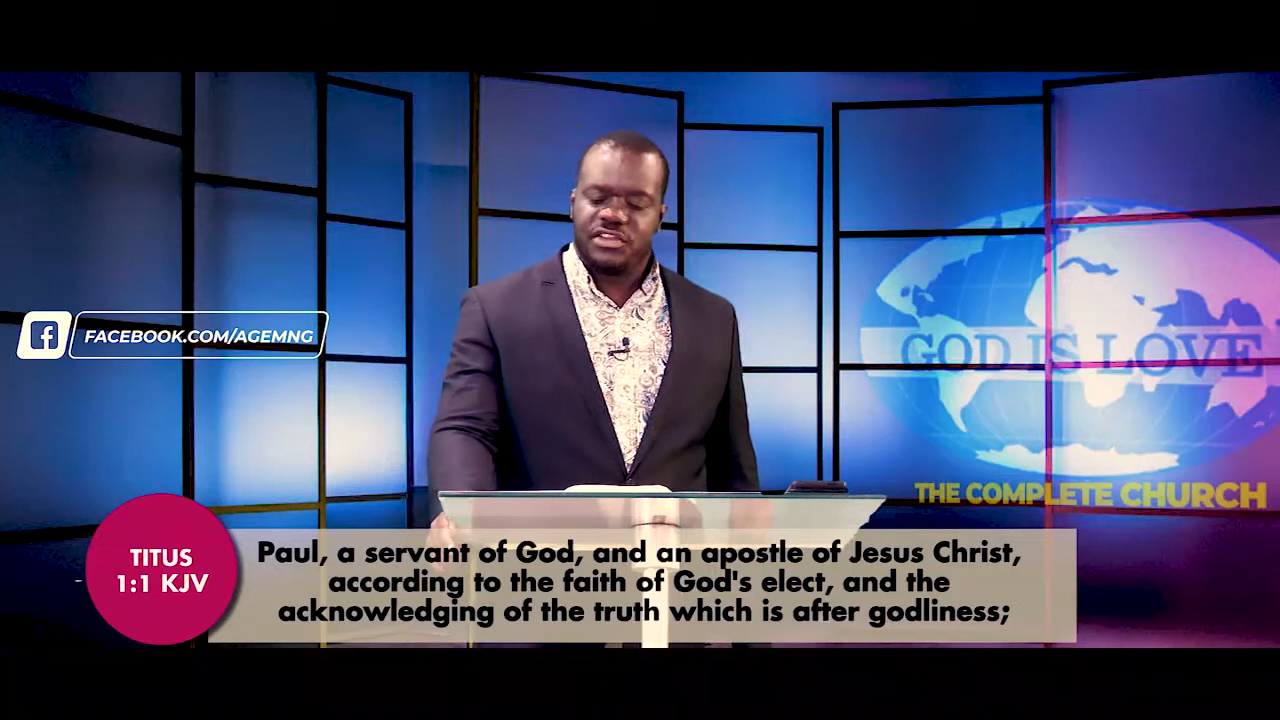 FACEBOOK.COM/AGEMNG
GOD IS LOVE
THE COMPLETE CHURCH
TITUS
1:1 KJV
Paul, a servant of God, and an apostle of Jesus Christ,
according to the faith of God's elect, and the
acknowledging of the truth which is after godliness;